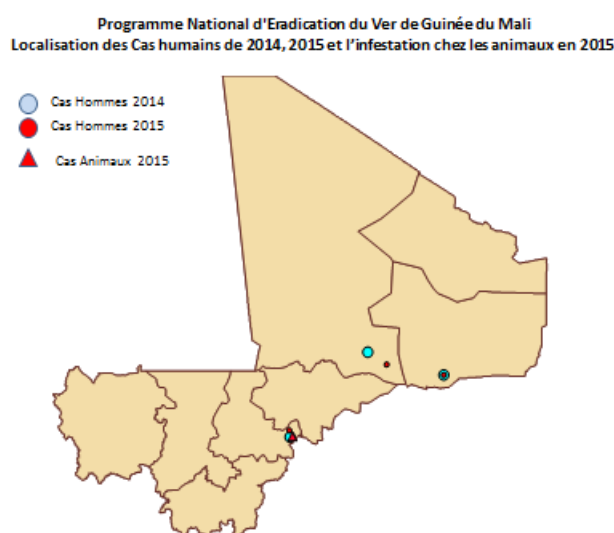 Programme National d'Eradication du Ver de Guinée du Mali
Localisation des Cas humains de 2014, 2015 et l'infestation chez les animaux en 2015
Cas Hommes 2014
Cas Hommes 2015
Cas Animaux 2015